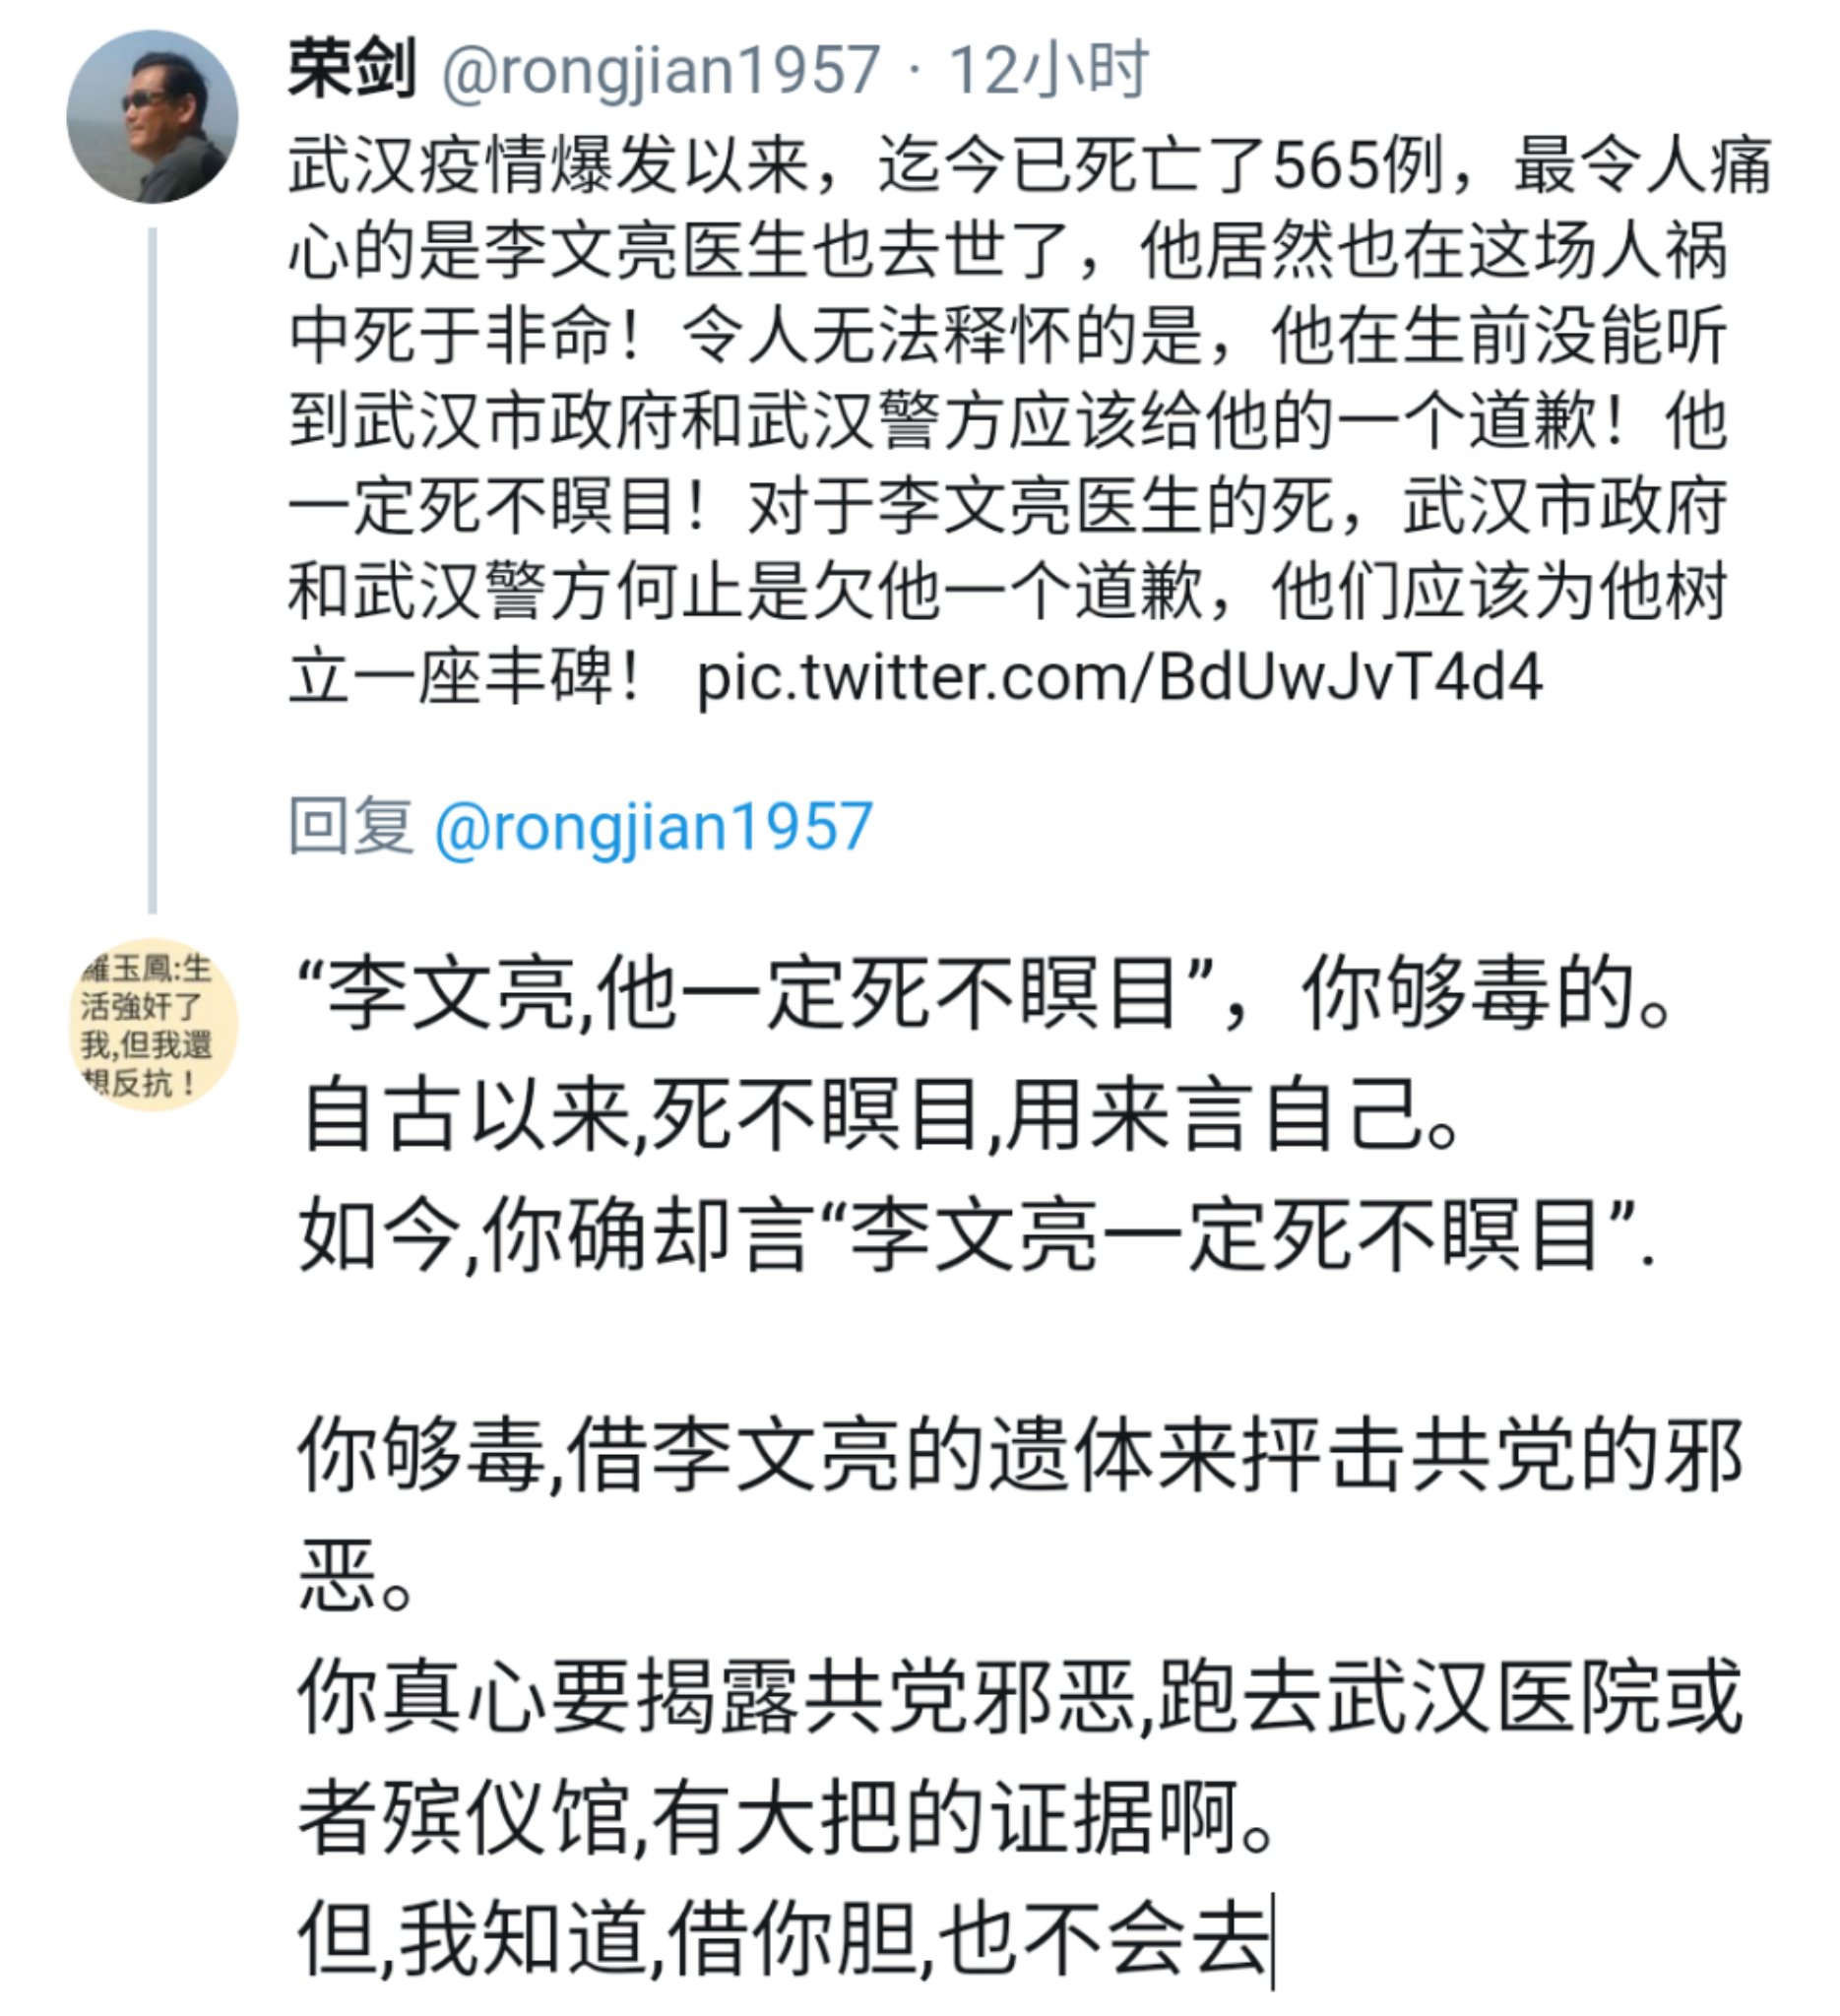 荣剑 @rongjian1957 · 12小时
武汉疫情爆发以来，迄今已死亡了565例，最令人痛
心的是李文亮医生也去世了，他居然也在这场人祸
中死于非命！令人无法释怀的是，他在生前没能听
到武汉市政府和武汉警方应该给他的一个道歉！他
一定死不瞑目！对于李文亮医生的死，武汉市政府
和武汉警方何止是欠他一个道歉，他们应该为他树
立一座丰碑！ pic.twitter.com/BdUwJvT4d4
回复 @rongjian1957
羅玉鳳:生
活強奸了
我,但我還
想反抗！
“李文亮,他一定死不瞑目”，你够毒的。
自古以来,死不瞑目,用来言自己。
如今,你确却言“李文亮一定死不瞑目”.
你够毒,借李文亮的遗体来抨击共党的邪
恶。
你真心要揭露共党邪恶,跑去武汉医院或
者殡仪馆,有大把的证据啊。
但,我知道,借你胆,也不会去